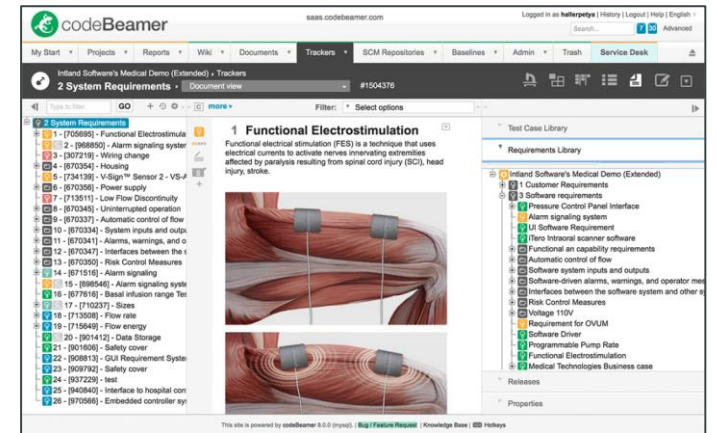 codeBeamer
saas.codebeamer.com
Logged in as hallerpetya | History | Logout | Help | English
Search...
7 30 Advanced
My Start Projects Reports Wiki Documents Trackers SCM Repositories Baselines Admin Trash Service Desk
Intland Software's Medical Demo (Extended) › Trackers
2 System Requirements › Document view #1504376
Type to filter GO more Filter: * Select options
2 System Requirements
1 - [705695] - Functional Electrostimula
2 - [968850] - Alarm signaling system
3 - [307219] - Wiring change
4 - [670354] - Housing
5 - [734139] - V-Sign™ Sensor 2 - VS-A
6 - [670356] - Power supply
7 - [713511] - Low Flow Discontinuity
8 - [670345] - Uninterrupted operation
9 - [670337] - Automatic control of flow
10 - [670334] - System inputs and outpu
11 - [670341] - Alarms, warnings, and o
12 - [670347] - Interfaces between the s
13 - [670350] - Risk Control Measures
14 - [671516] - Alarm signaling
15 - [698546] - Alarm signaling syste
16 - [677616] - Basal infusion range Tes
17 - [710237] - Sizes
18 - [713508] - Flow rate
19 - [715649] - Flow energy
20 - [901412] - Data Storage
21 - [901606] - Safety cover
22 - [908813] - GUI Requirement System
23 - [909792] - Safety cover
24 - [937229] - test
25 - [940840] - Interface to hospital con
26 - [970566] - Embedded controller sy
1 Functional Electrostimulation
Functional electrical stimulation (FES) is a technique that uses
electrical currents to activate nerves innervating extremities
affected by paralysis resulting from spinal cord injury (SCI), head
injury, stroke.
Test Case Library
Requirements Library
Intland Software's Medical Demo (Extended)
1 Customer Requirements
3 Software requirements
Pressure Control Panel Interface
Alarm signaling system
UI Software Requirement
iTero Intraoral scanner software
Functional an capability requirements
Automatic control of flow
Software system inputs and outputs
Software-driven alarms, warnings, and operator mes
Interfaces between the software system and other s
Risk Control Measures
Voltage 110V
Requirement for OVUM
Software Driver
Programmable Pump Rate
Functional Electrostimulation
Medical Technologies Business case
Releases
Properties
This site is powered by codeBeamer 8.0.0 (mysql). | Bug / Feature Request | Knowledge Base | Hotkeys